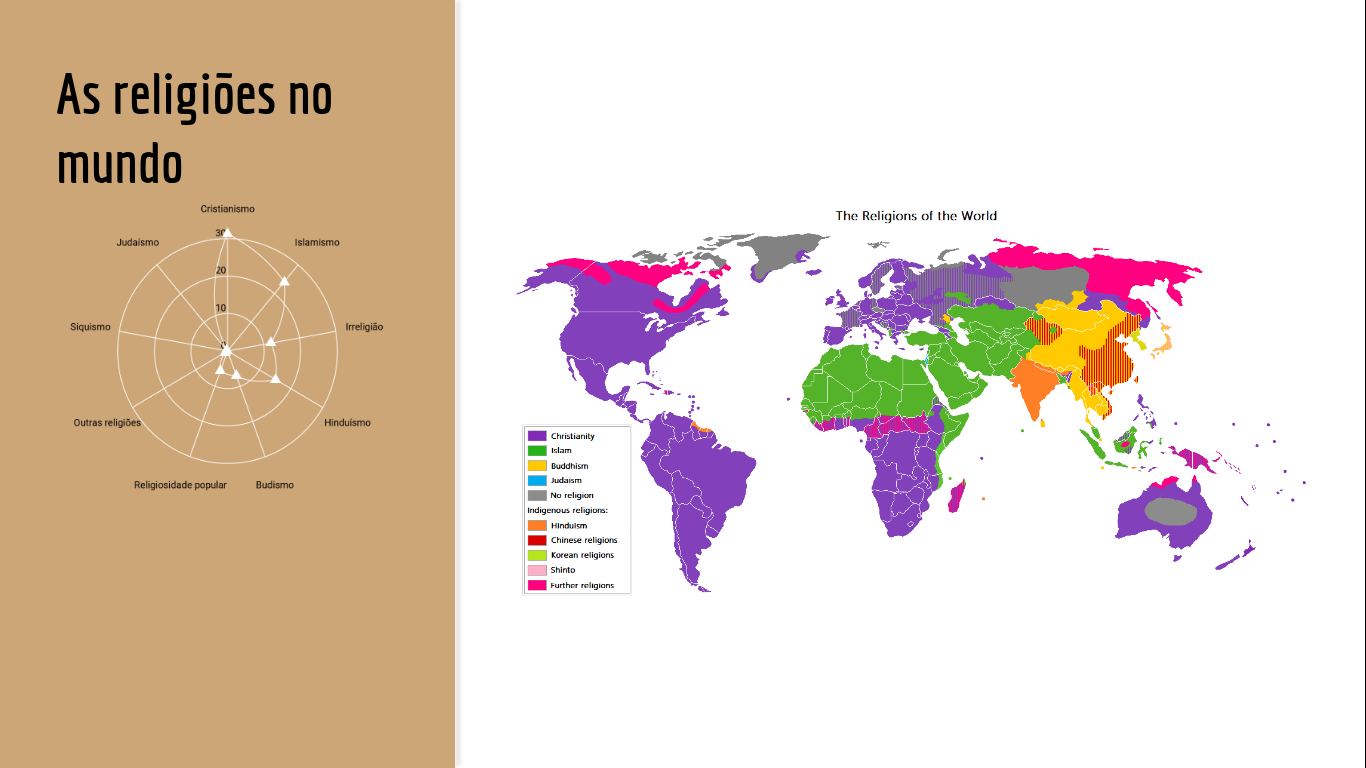 As religiões no
mundo
Cristianismo
30
Judaísmo
Islamismo
20
10
Siquismo
Irreligião
0
Outras religiões
Hinduísmo
Religiosidade popular
Budismo
The Religions of the World
Christianity
Islam
Buddhism
Judaism
No religion
Indigenous religions:
Hinduism
Chinese religions
Korean religions
Shinto
Further religions